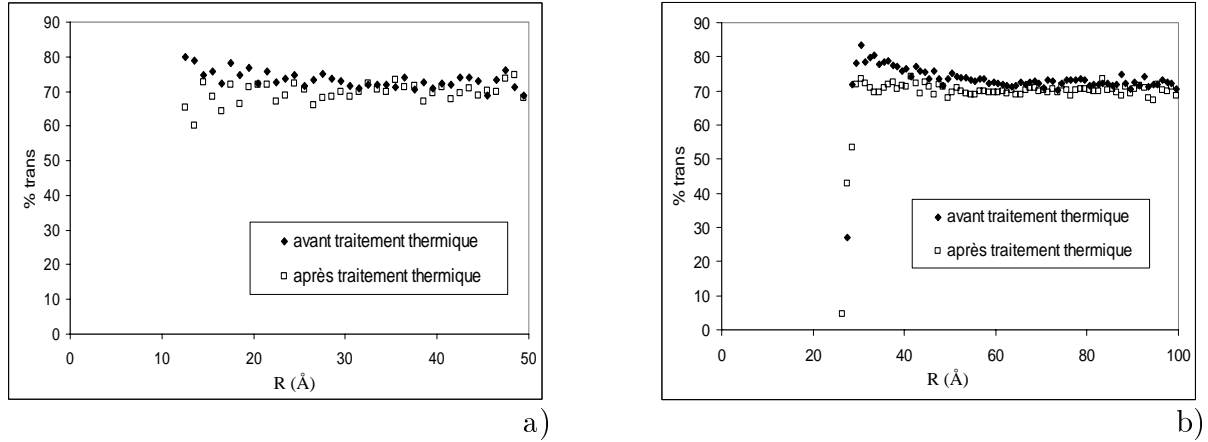 90
80
70
60
50
40
30
20
10
0
% trans
avant traitement thermique
après traitement thermique
0 10 20 30 40 50
R (Å)
a)
90
80
70
60
50
40
30
20
10
0
% trans
avant traitement thermique
après traitement thermique
0 20 40 60 80 100
R (Å)
b)